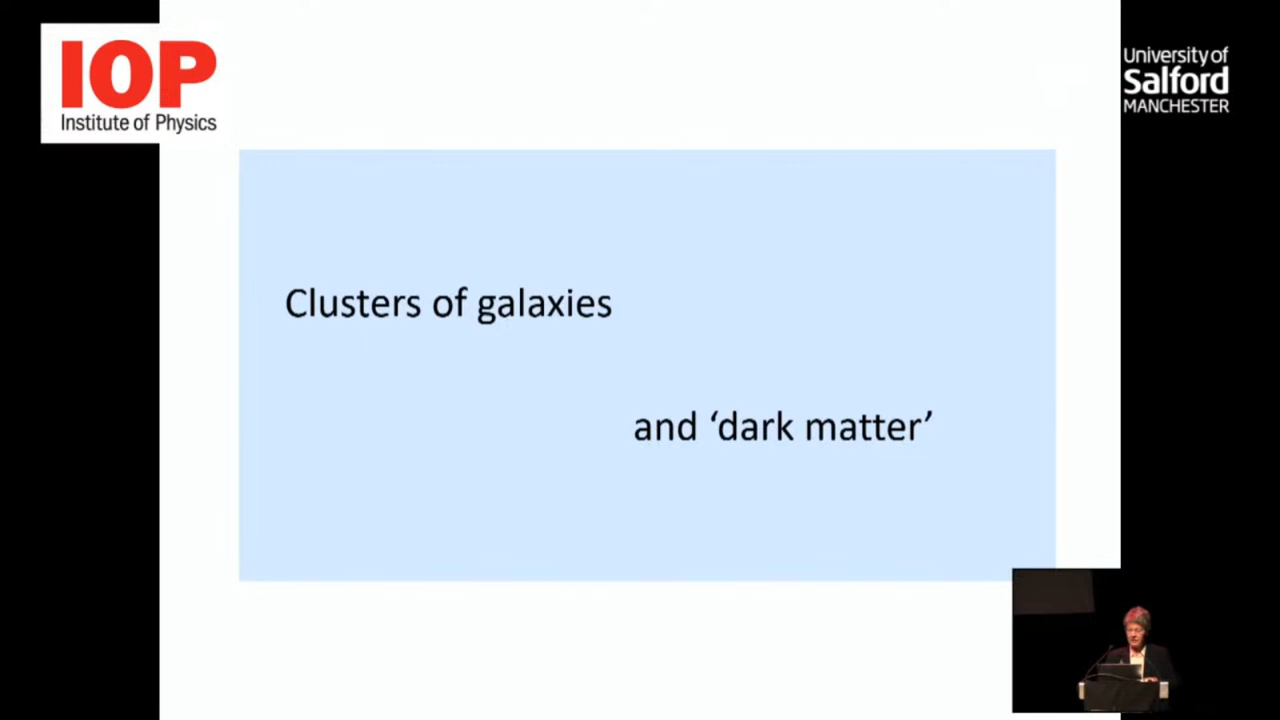 IOP
Institute of Physics
University of
Salford
MANCHESTER
Clusters of galaxies
and ‘dark matter’